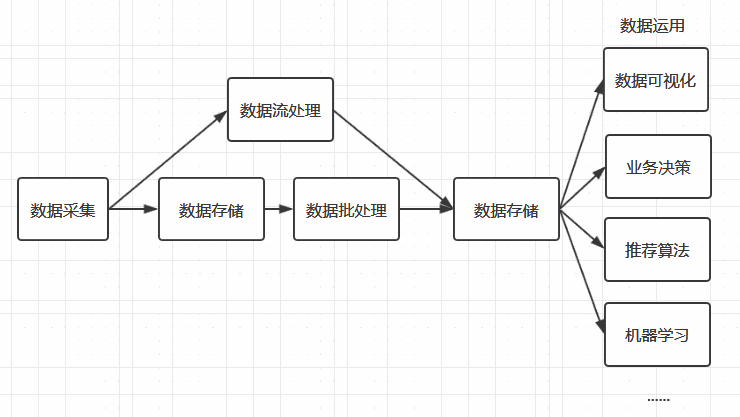 数据运用
数据可视化
数据流处理
业务决策
数据采集
数据存储
数据批处理
数据存储
推荐算法
机器学习
......